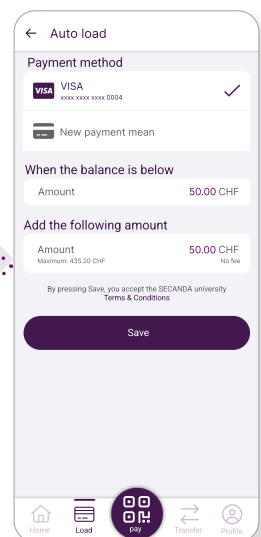 Auto load
Payment method
VISA
VISA
xxxx xxxx xxxx 0004
New payment mean
When the balance is below
Amount 50.00 CHF
Add the following amount
Amount 50.00 CHF
Maximum: 435.20 CHF No fee
By pressing Save, you accept the SECANDA university
Terms & Conditions
Save
Home Load pay Transfer Profile